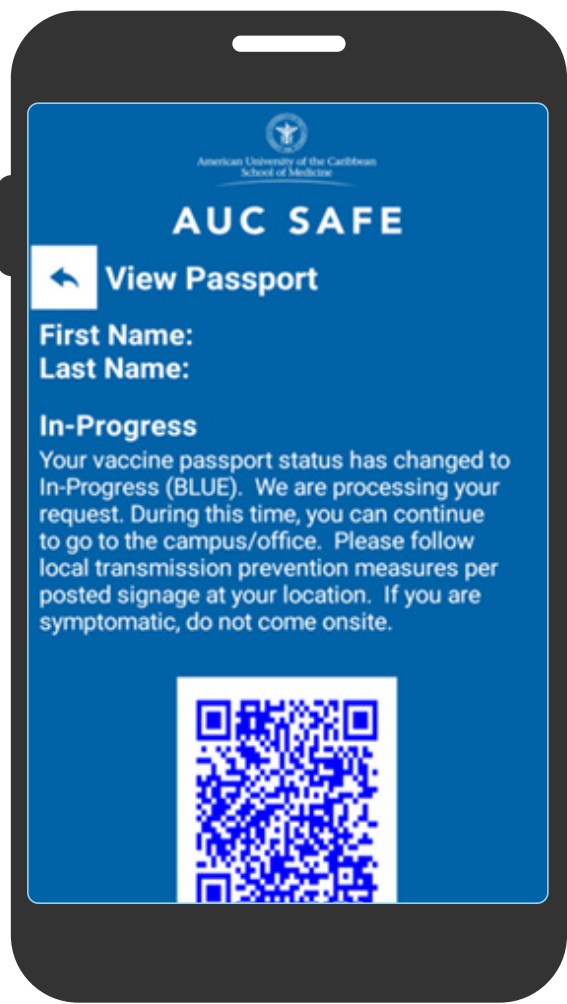 American University of the Caribbean
School of Medicine
AUC SAFE
View Passport
First Name:
Last Name:
In-Progress
Your vaccine passport status has changed to
In-Progress (BLUE).  We are processing your
request. During this time, you can continue
to go to the campus/office.  Please follow
local transmission prevention measures per
posted signage at your location.  If you are
symptomatic, do not come onsite.